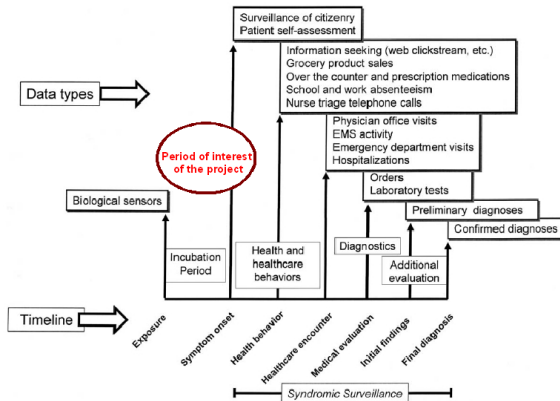 Surveillance of citizenry
Patient self-assessment
Information seeking (web clickstream, etc.)
Grocery product sales
Over the counter and prescription medications
School and work absenteeism
Nurse triage telephone calls
Data types
Physician office visits
EMS activity
Emergency department visits
Hospitalizations
Period of interest
of the project
Orders
Laboratory tests
Biological sensors
Preliminary diagnoses
Confirmed diagnoses
Incubation
Period
Health and
healthcare
behaviors
Diagnostics
Additional
evaluation
Timeline
Exposure
Symptom onset
Health behavior
Healthcare encounter
Medical evaluation
Initial findings
Final diagnosis
Syndromic Surveillance